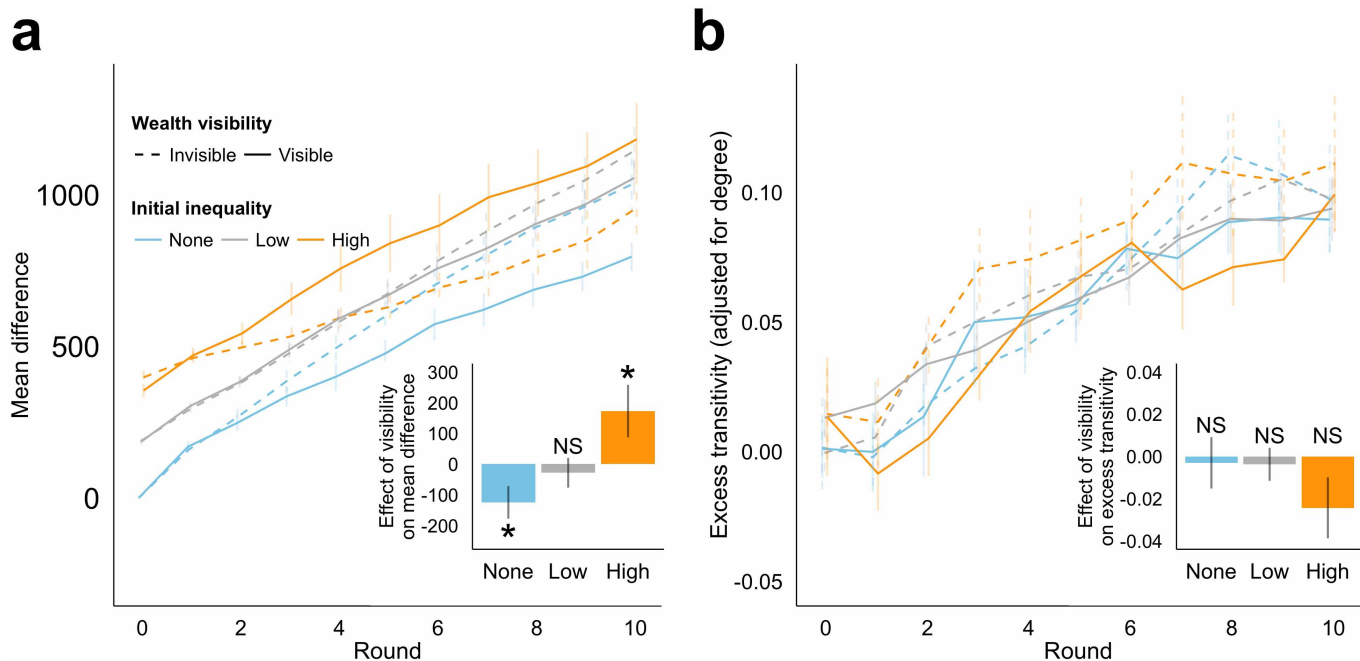 a
Mean difference
1000
500
0
Wealth visibility
Invisible Visible
Initial inequality
None Low High
Effect of visibility
on mean difference
300
200
100
0
-100
-200
*
NS
*
None Low High
0 2 4 6 8 10
Round
b
Excess transitivity (adjusted for degree)
0.10
0.05
0.00
-0.05
Effect of visibility
on excess transitivity
0.04
0.02
0.00
-0.02
-0.04
NS NS NS
None Low High
0 2 4 6 8 10
Round